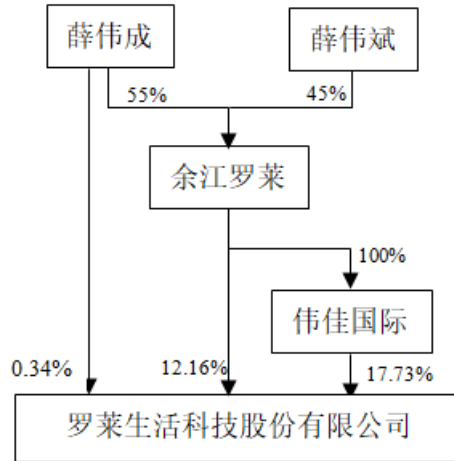 薛伟成
薛伟斌
55%
45%
余江罗莱
100%
伟佳国际
0.34%
12.16%
17.73%
罗莱生活科技股份有限公司